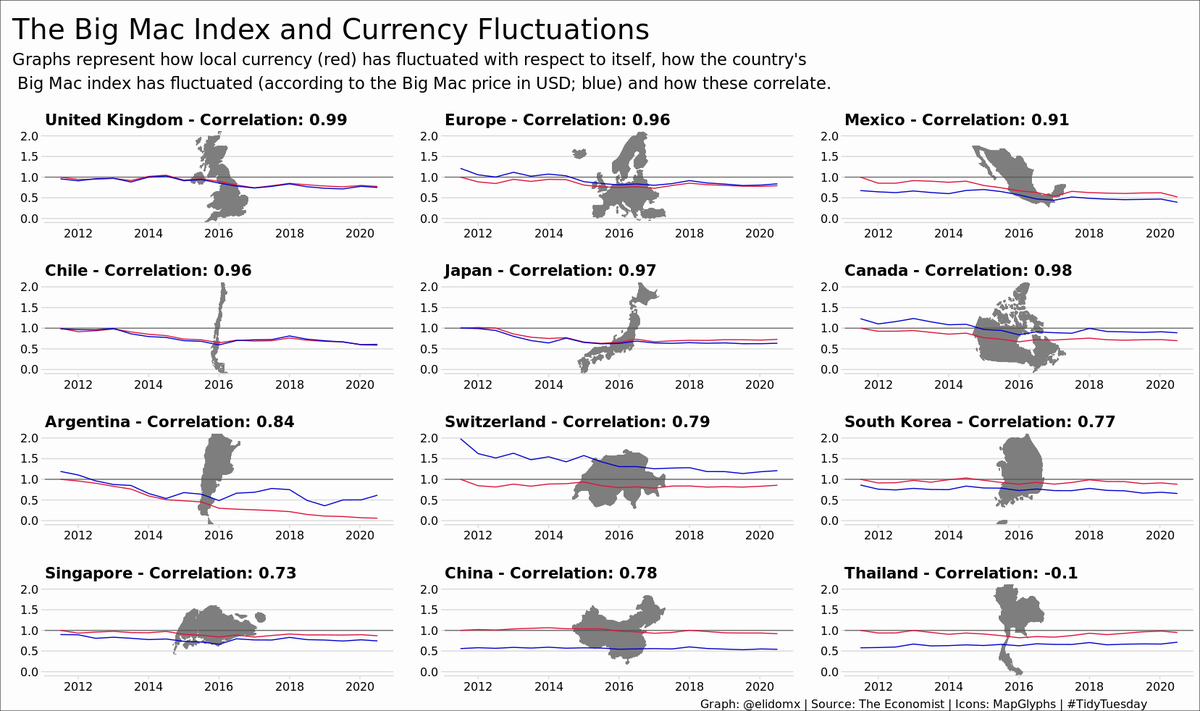 The Big Mac Index and Currency Fluctuations
Graphs represent how local currency (red) has fluctuated with respect to itself, how the country's
Big Mac index has fluctuated (according to the Big Mac price in USD; blue) and how these correlate.
United Kingdom - Correlation: 0.99
2.0
1.5
1.0
0.5
0.0
2012 2014 2016 2018 2020
Europe - Correlation: 0.96
2.0
1.5
1.0
0.5
0.0
2012 2014 2016 2018 2020
Mexico - Correlation: 0.91
2.0
1.5
1.0
0.5
0.0
2012 2014 2016 2018 2020
Chile - Correlation: 0.96
2.0
1.5
1.0
0.5
0.0
2012 2014 2016 2018 2020
Japan - Correlation: 0.97
2.0
1.5
1.0
0.5
0.0
2012 2014 2016 2018 2020
Canada - Correlation: 0.98
2.0
1.5
1.0
0.5
0.0
2012 2014 2016 2018 2020
Argentina - Correlation: 0.84
2.0
1.5
1.0
0.5
0.0
2012 2014 2016 2018 2020
Switzerland - Correlation: 0.79
2.0
1.5
1.0
0.5
0.0
2012 2014 2016 2018 2020
South Korea - Correlation: 0.77
2.0
1.5
1.0
0.5
0.0
2012 2014 2016 2018 2020
Singapore - Correlation: 0.73
2.0
1.5
1.0
0.5
0.0
2012 2014 2016 2018 2020
China - Correlation: 0.78
2.0
1.5
1.0
0.5
0.0
2012 2014 2016 2018 2020
Thailand - Correlation: -0.1
2.0
1.5
1.0
0.5
0.0
2012 2014 2016 2018 2020
Graph: @elidomx | Source: The Economist | Icons: MapGlyphs | #TidyTuesday